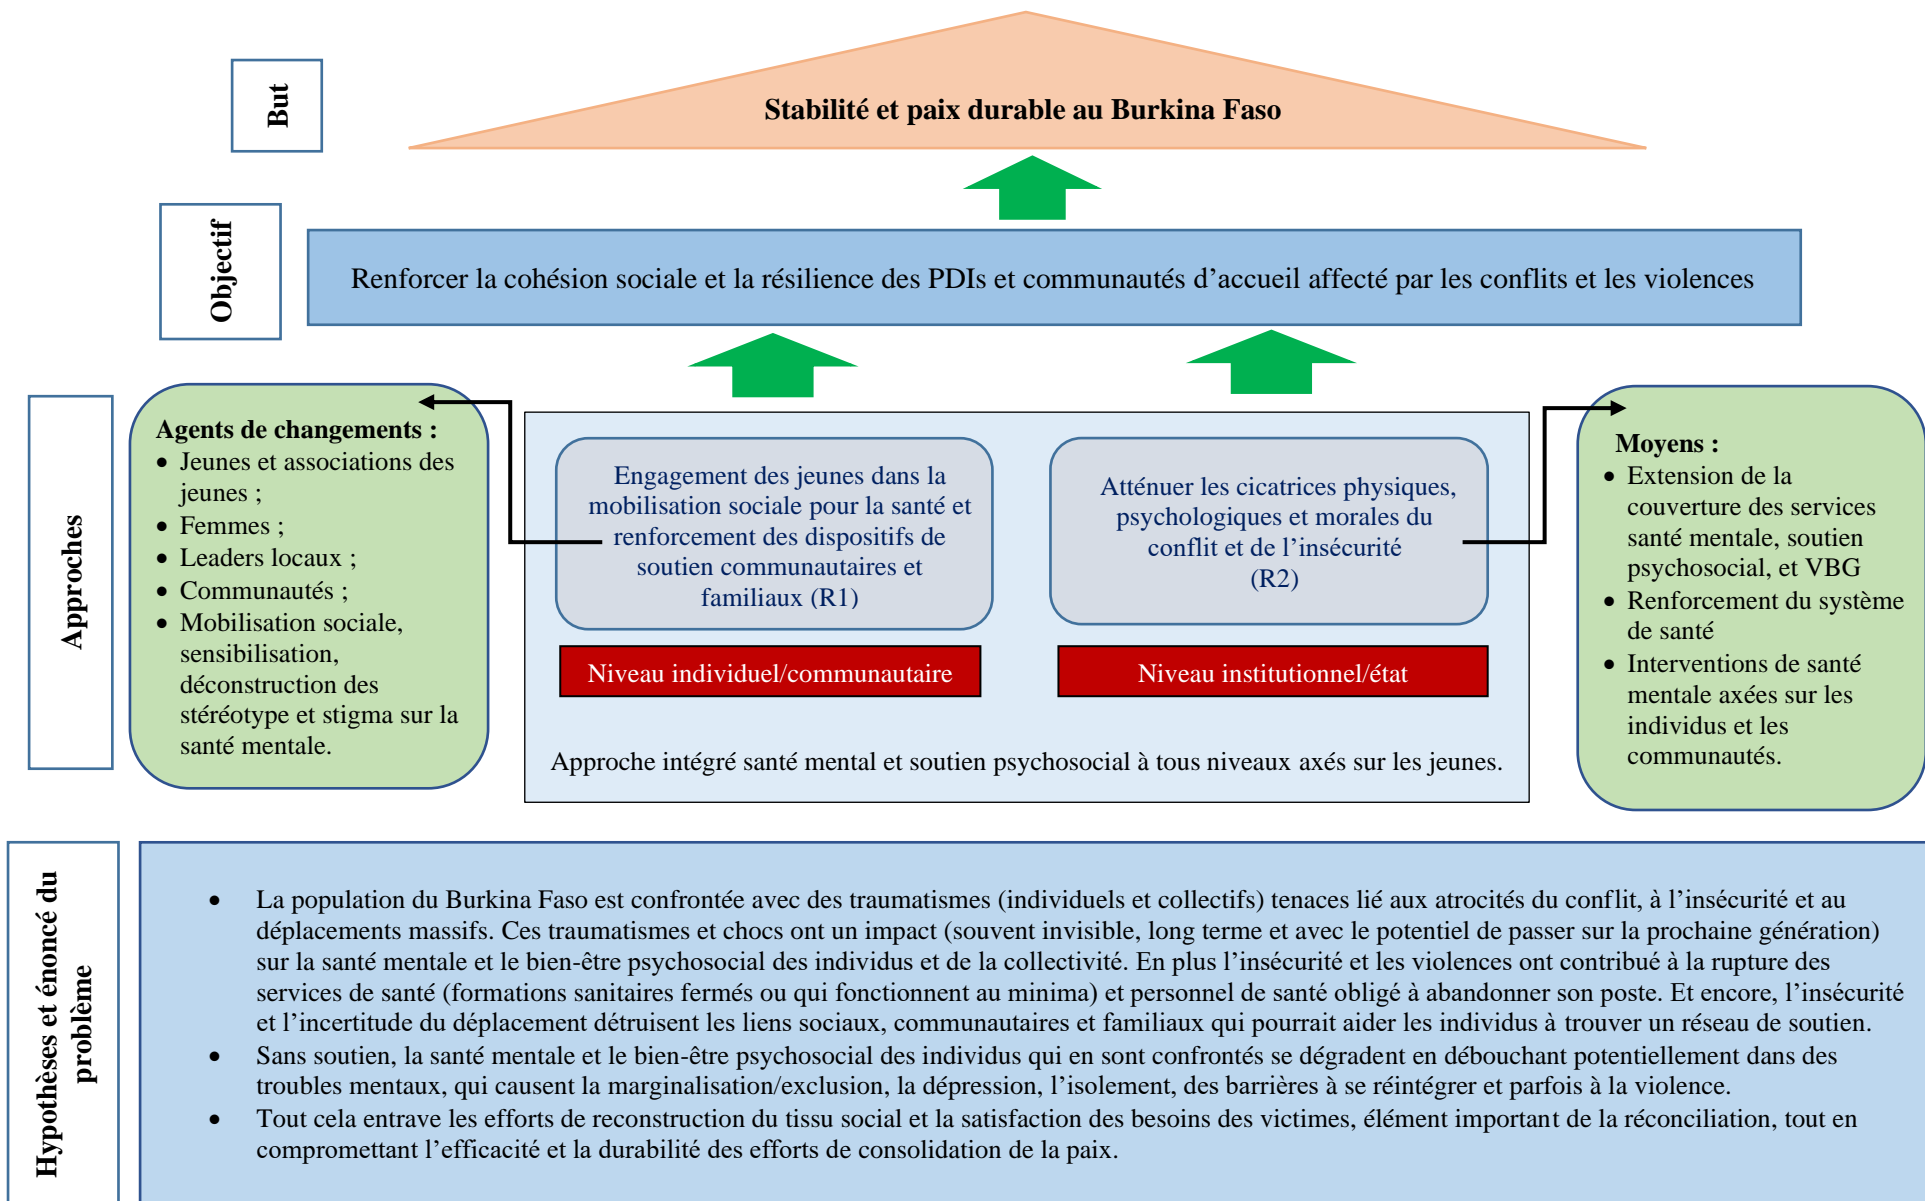 But
Stabilité et paix durable au Burkina Faso
Objectif
Renforcer la cohésion sociale et la résilience des PDIs et communautés d’accueil affecté par les conflits et les violences
Approches
Agents de changements :
• Jeunes et associations des
jeunes ;
• Femmes ;
• Leaders locaux ;
• Communautés ;
• Mobilisation sociale,
sensibilisation,
déconstruction des
stéréotype et stigma sur la
santé mentale.
Engagement des jeunes dans la
mobilisation sociale pour la santé et
renforcement des dispositifs de
soutien communautaires et
familiaux (R1)
Niveau individuel/communautaire
Atténuer les cicatrices physiques,
psychologiques et morales du
conflit et de l’insécurité
(R2)
Niveau institutionnel/état
Approche intégré santé mental et soutien psychosocial à tous niveaux axés sur les jeunes.
Moyens :
• Extension de la
couverture des services
santé mentale, soutien
psychosocial, et VBG
• Renforcement du système
de santé
• Interventions de santé
mentale axées sur les
individus et les
communautés.
Hypothèses et énoncé du
problème
• La population du Burkina Faso est confrontée avec des traumatismes (individuels et collectifs) tenaces lié aux atrocités du conflit, à l’insécurité et au
déplacements massifs. Ces traumatismes et chocs ont un impact (souvent invisible, long terme et avec le potentiel de passer sur la prochaine génération)
sur la santé mentale et le bien-être psychosocial des individus et de la collectivité. En plus l’insécurité et les violences ont contribué à la rupture des
services de santé (formations sanitaires fermés ou qui fonctionnent au minima) et personnel de santé obligé à abandonner son poste. Et encore, l’insécurité
et l’incertitude du déplacement détruisent les liens sociaux, communautaires et familiaux qui pourrait aider les individus à trouver un réseau de soutien.
• Sans soutien, la santé mentale et le bien-être psychosocial des individus qui en sont confrontés se dégradent en débouchant potentiellement dans des
troubles mentaux, qui causent la marginalisation/exclusion, la dépression, l’isolement, des barrières à se réintégrer et parfois à la violence.
• Tout cela entrave les efforts de reconstruction du tissu social et la satisfaction des besoins des victimes, élément important de la réconciliation, tout en
compromettant l’efficacité et la durabilité des efforts de consolidation de la paix.